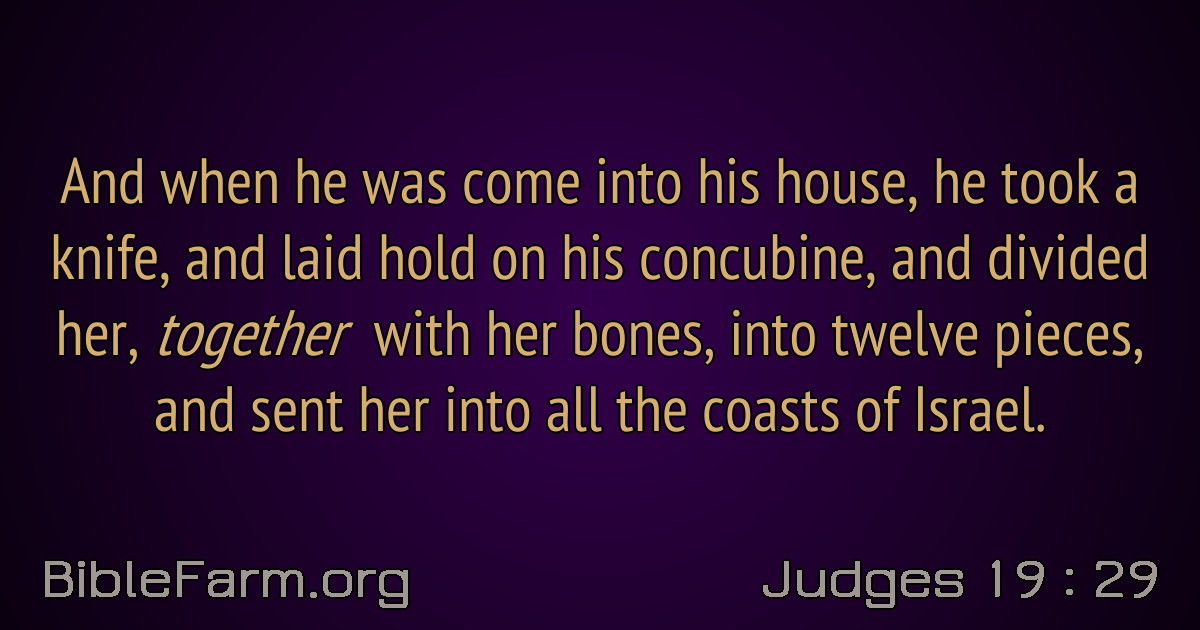 And when he was come into his house, he took a
knife, and laid hold on his concubine, and divided
her, together with her bones, into twelve pieces,
and sent her into all the coasts of Israel.
BibleFarm.org
Judges 19 : 29